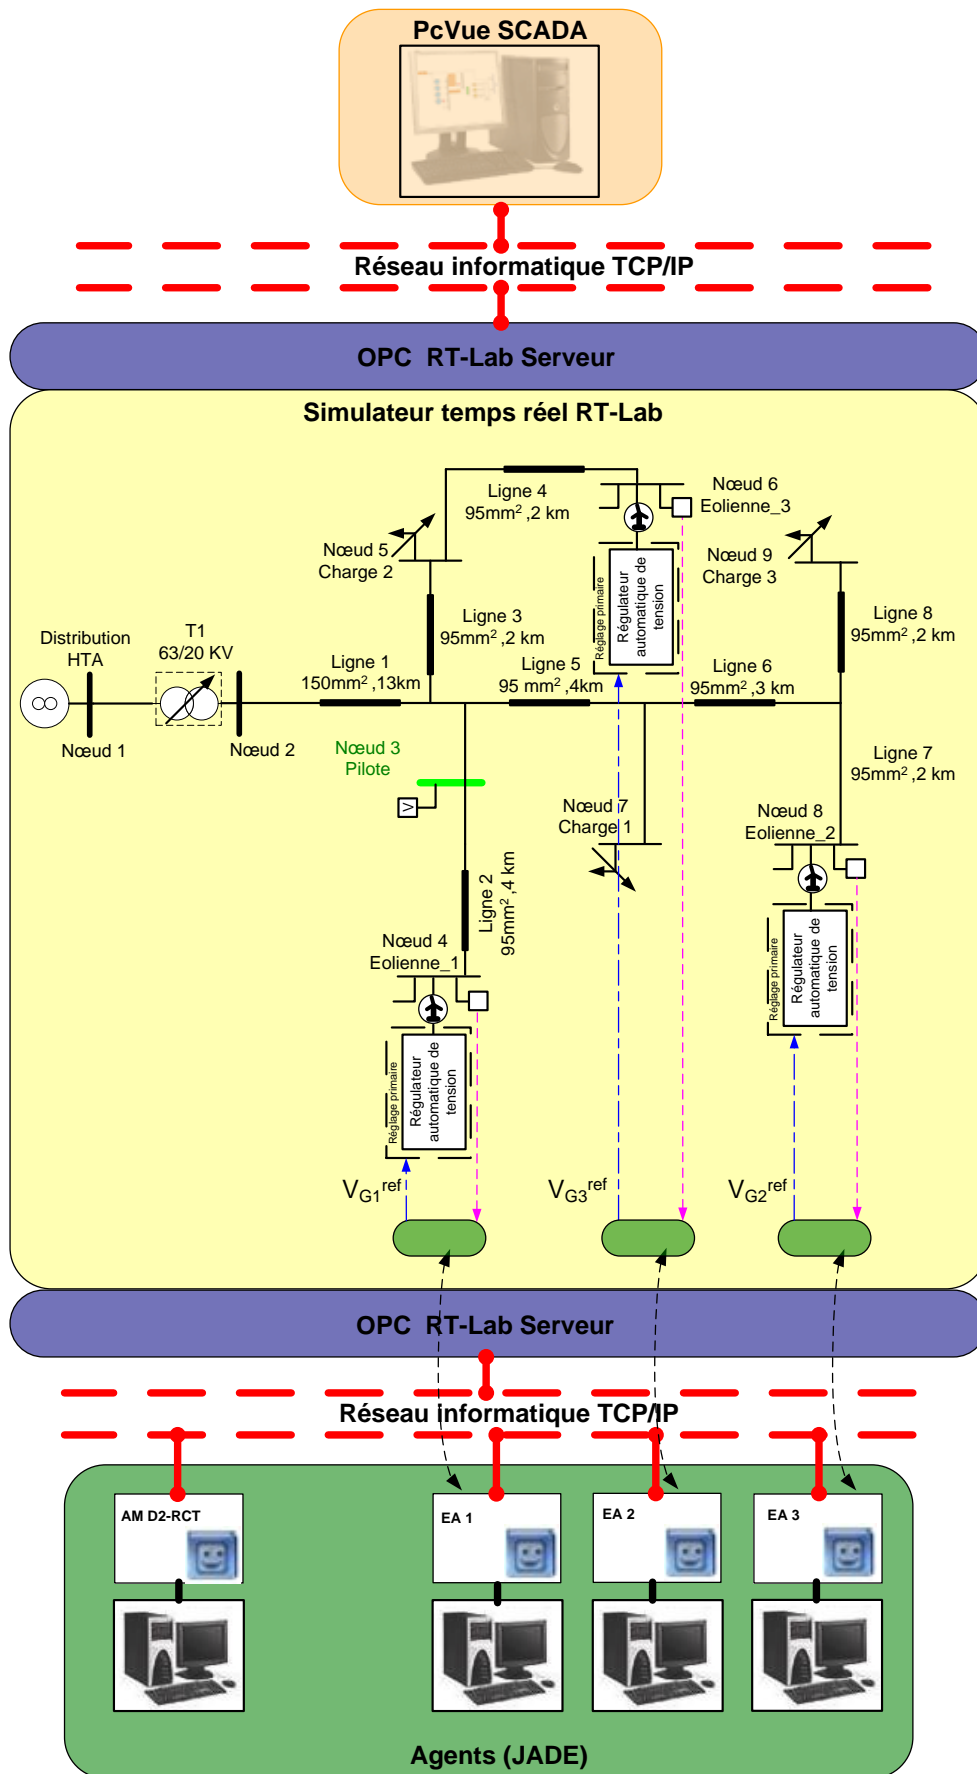 PcVue SCADA
Réseau informatique TCP/IP
OPC  RT-Lab Serveur
Simulateur temps réel RT-Lab
Ligne 4
95mm² ,2 km
Nœud 6
Eolienne_3
Nœud 5
Charge 2
Nœud 9
Charge 3
Réglage primaire
Régulateur
automatique de
tension
Ligne 3
95mm² ,2 km
Ligne 8
95mm² ,2 km
Distribution
HTA
T1
63/20 KV
Ligne 1
150mm² ,13km
Ligne 5
95 mm² ,4km
Ligne 6
95mm² ,3 km
Nœud 1
Nœud 2
Nœud 3
Pilote
V
Ligne 7
95mm² ,2 km
Nœud 7
Charge 1
Nœud 8
Eolienne_2
Ligne 2
95mm² ,4 km
Nœud 4
Eolienne_1
Réglage primaire
Régulateur
automatique de
tension
Réglage primaire
Régulateur
automatique de
tension
VG1ref
VG3ref
VG2ref
OPC  RT-Lab Serveur
Réseau informatique TCP/IP
AM D2-RCT
EA 1
EA 2
EA 3
Agents (JADE)